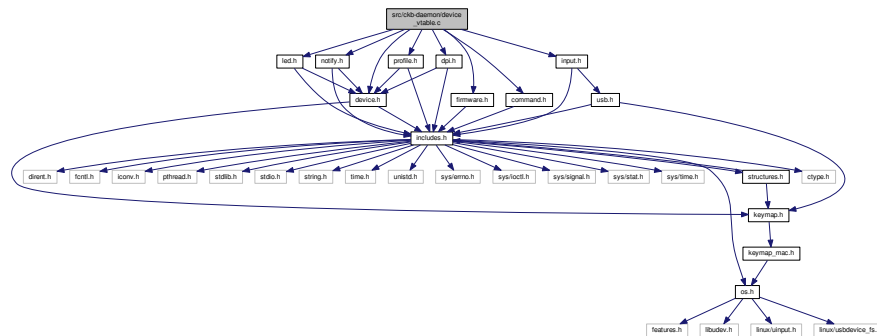 src/ckb-daemon/device
_vtable.c
led.h
notify.h
profile.h
dpi.h
input.h
device.h
firmware.h
command.h
usb.h
includes.h
dirent.h
fcntl.h
iconv.h
pthread.h
stdlib.h
stdio.h
string.h
time.h
unistd.h
sys/errno.h
sys/ioctl.h
sys/signal.h
sys/stat.h
sys/time.h
structures.h
ctype.h
keymap.h
keymap_mac.h
os.h
features.h
libudev.h
linux/uinput.h
linux/usbdevice_fs.